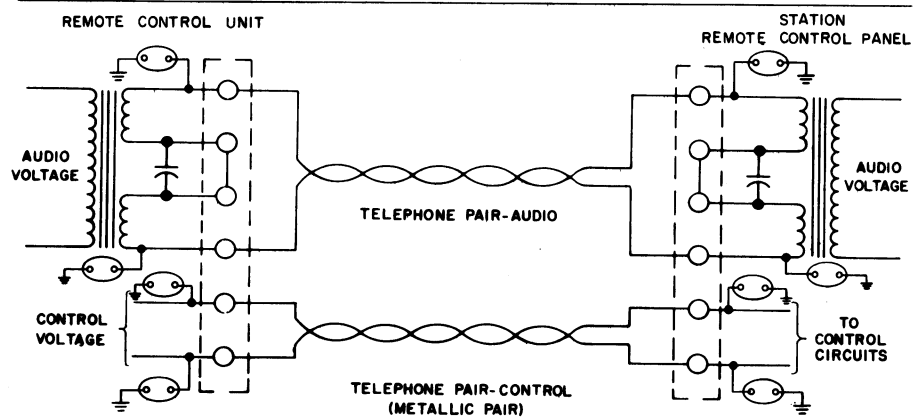 REMOTE CONTROL UNIT
STATION
REMOTE CONTROL PANEL
AUDIO
VOLTAGE
AUDIO
VOLTAGE
TELEPHONE PAIR-AUDIO
CONTROL
VOLTAGE
TO
CONTROL
CIRCUITS
TELEPHONE PAIR-CONTROL
(METALLIC PAIR)